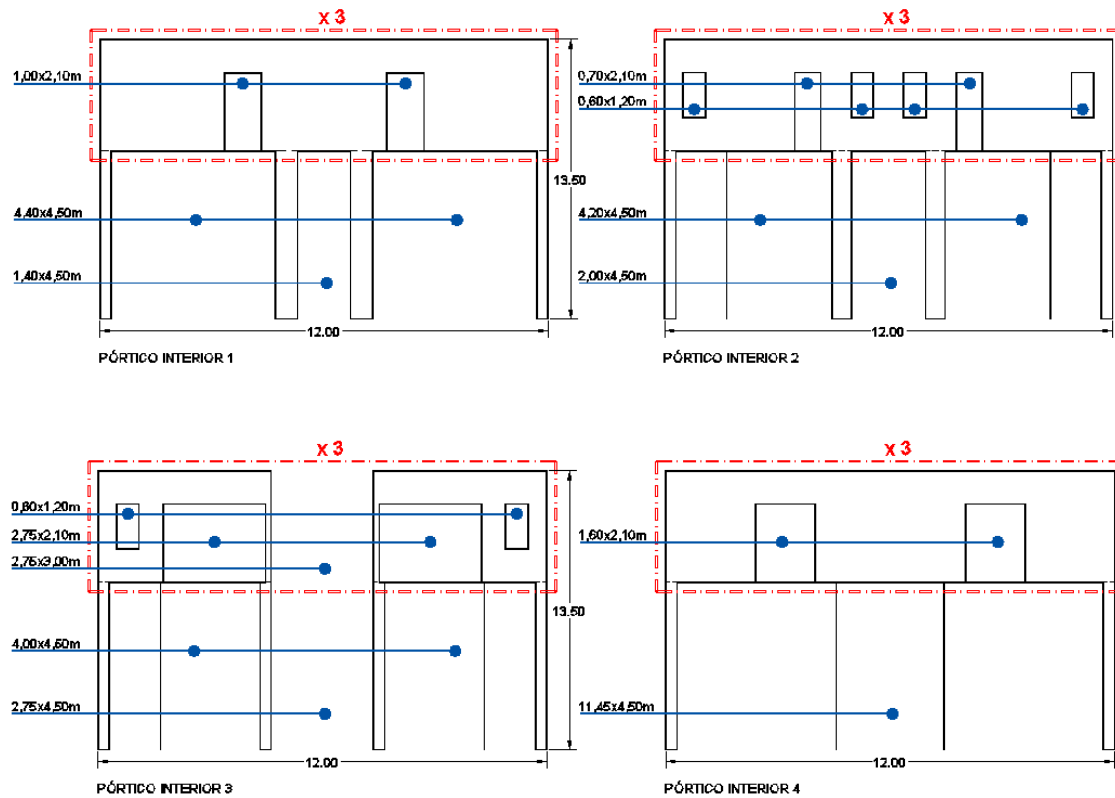 X 3
1,00x2,10m
4,40x4,50m
1,40x4,50m
13.50
12.00
PÓRTICO INTERIOR 1
X 3
0,70x2,10m
0,60x1,20m
4,20x4,50m
2,00x4,50m
12.00
PÓRTICO INTERIOR 2
X 3
0,60x1,20m
2,75x2,10m
2,75x3,00m
4,00x4,50m
2,75x4,50m
13.50
12.00
PÓRTICO INTERIOR 3
X 3
1,60x2,10m
11,45x4,50m
12.00
PÓRTICO INTERIOR 4